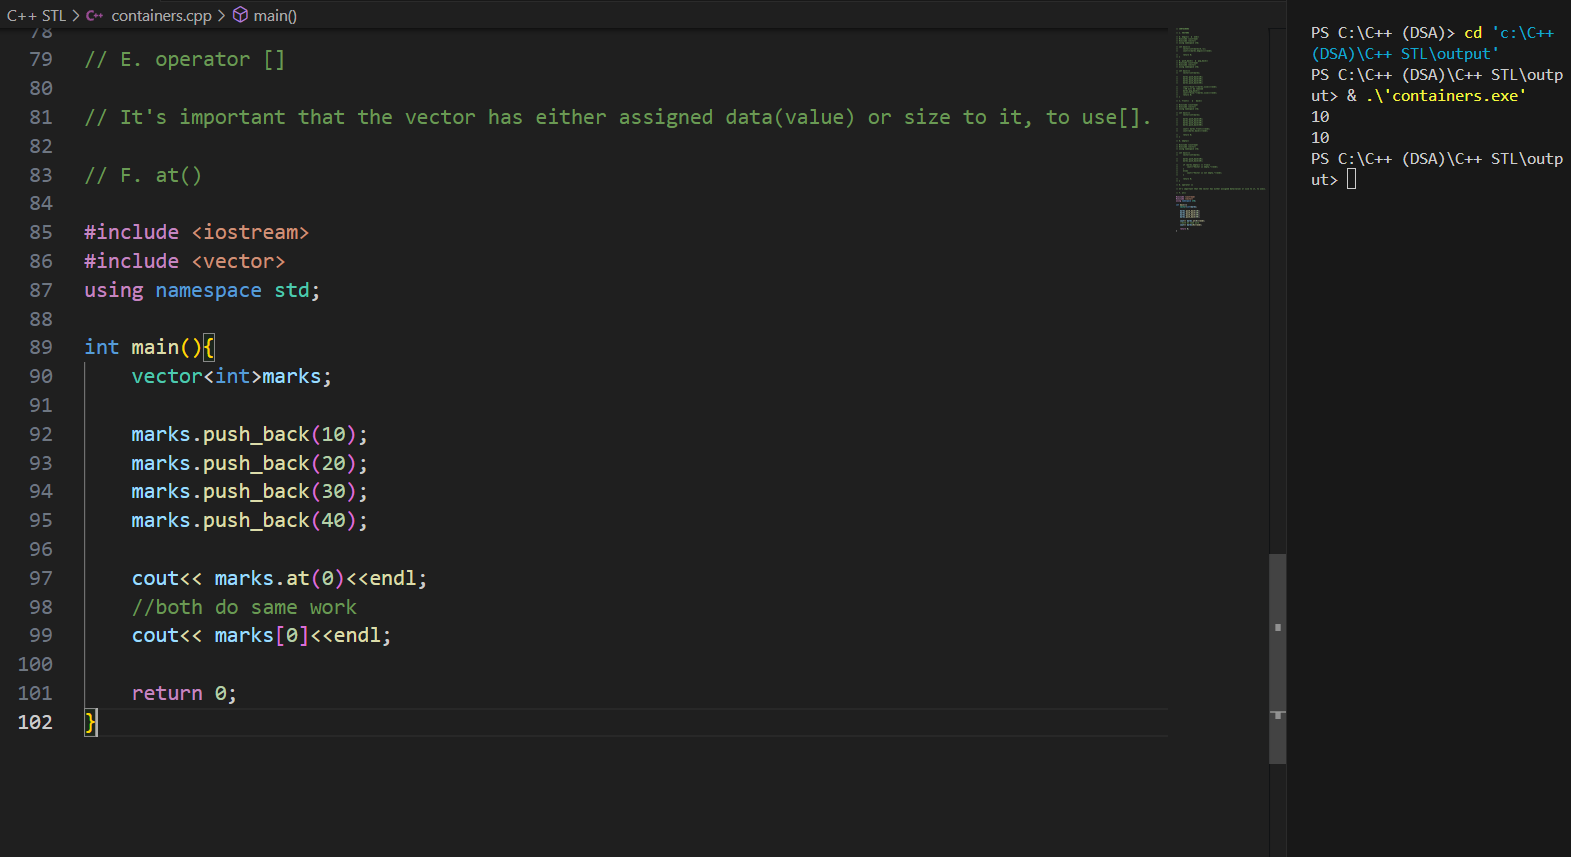 C++ STL > containers.cpp > main()
78
79 // E. operator []
80
81 // It's important that the vector has either assigned data(value) or size to it, to use[].
82
83 // F. at()
84
85 #include <iostream>
86 #include <vector>
87 using namespace std;
88
89 int main(){
90     vector<int>marks;
91
92     marks.push_back(10);
93     marks.push_back(20);
94     marks.push_back(30);
95     marks.push_back(40);
96
97     cout<< marks.at(0)<<endl;
98     //both do same work
99     cout<< marks[0]<<endl;
100
101     return 0;
102 }
PS C:\C++ (DSA)> cd 'c:\C++
(DSA)\C++ STL\output'
PS C:\C++ (DSA)\C++ STL\outp
ut> & .\'containers.exe'
10
10
PS C:\C++ (DSA)\C++ STL\outp
ut>